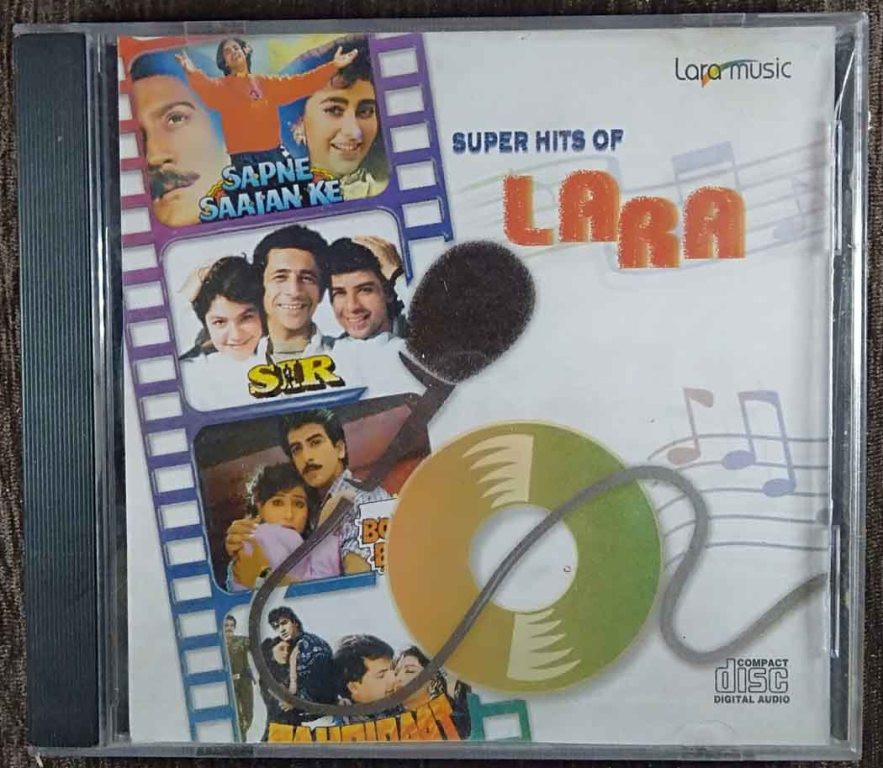 Lara music
SUPER HITS OF
LARA
SAPNE
SAAJAN KE
SIR
COMPACT
disc
DIGITAL AUDIO